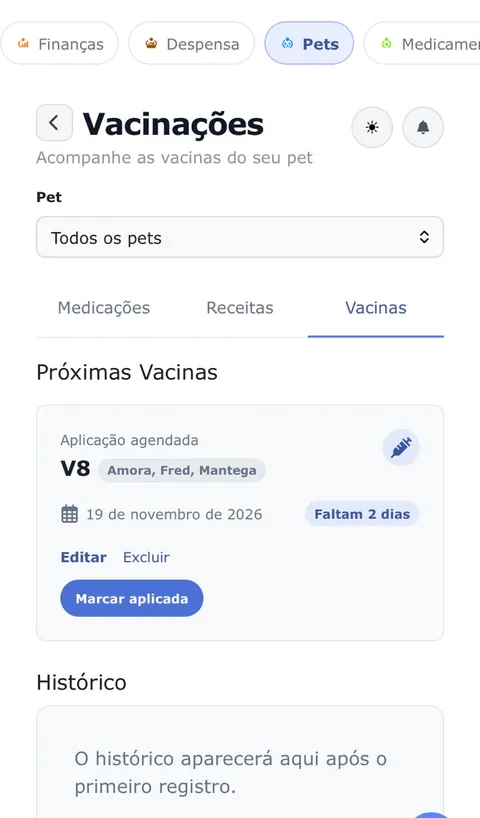 Finanças Despensa Pets Medicamen
Vacinações
Acompanhe as vacinas do seu pet
Pet
Todos os pets
Medicações Receitas Vacinas
Próximas Vacinas
Aplicação agendada
V8 Amora, Fred, Mantega
19 de novembro de 2026 Faltam 2 dias
Editar Excluir
Marcar aplicada
Histórico
O histórico aparecerá aqui após o
primeiro registro.